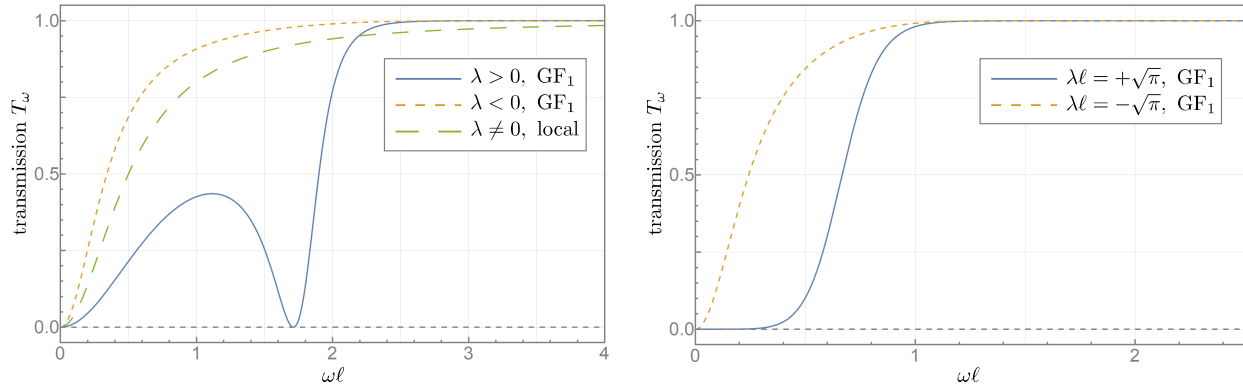 1.0
0.5
0.0
transmission T_ω
λ > 0, GF₁
λ < 0, GF₁
λ ≠ 0, local
0 1 2 3 4
ωℓ
1.0
0.5
0.0
transmission T_ω
λℓ = +√π, GF₁
λℓ = −√π, GF₁
0 1 2
ωℓ